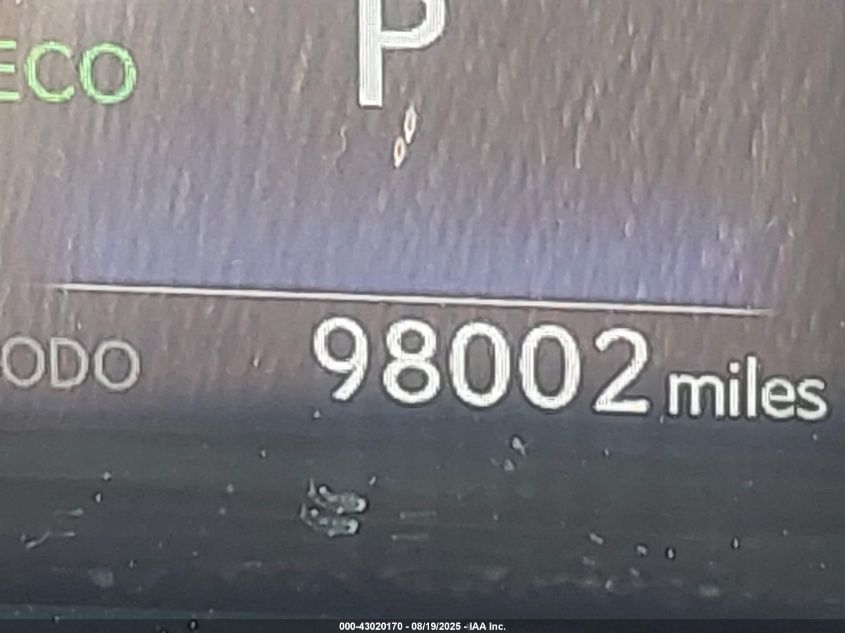 ECO
P
ODO 98002 miles
000-43020170 - 08/19/2025 - IAA Inc.